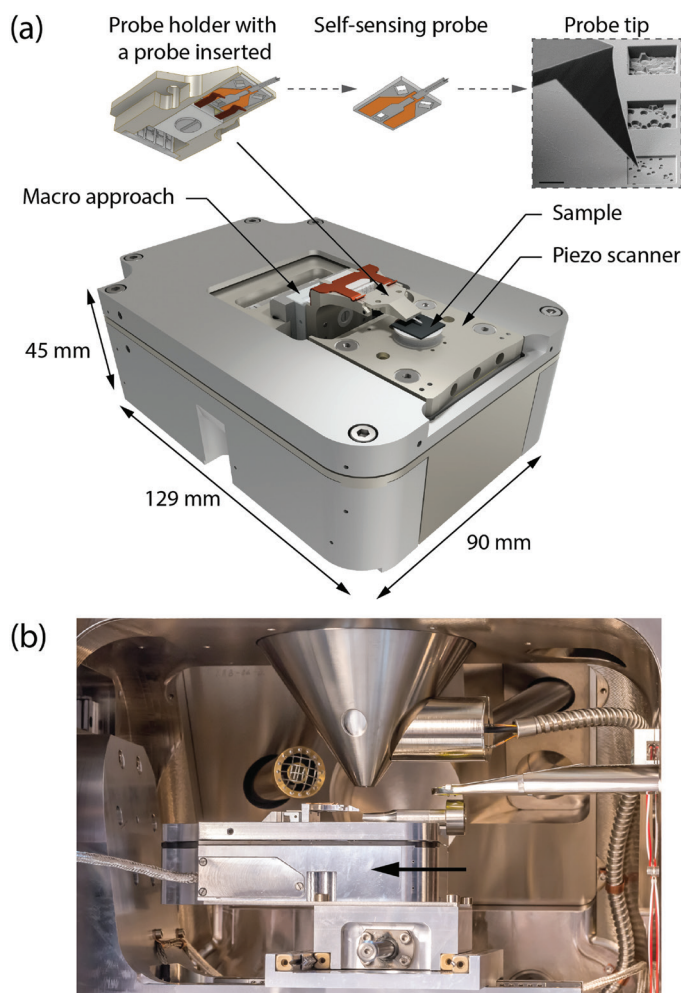 (a)
Probe holder with
a probe inserted
Self-sensing probe
Probe tip
Macro approach
Sample
Piezo scanner
45 mm
129 mm
90 mm
(b)